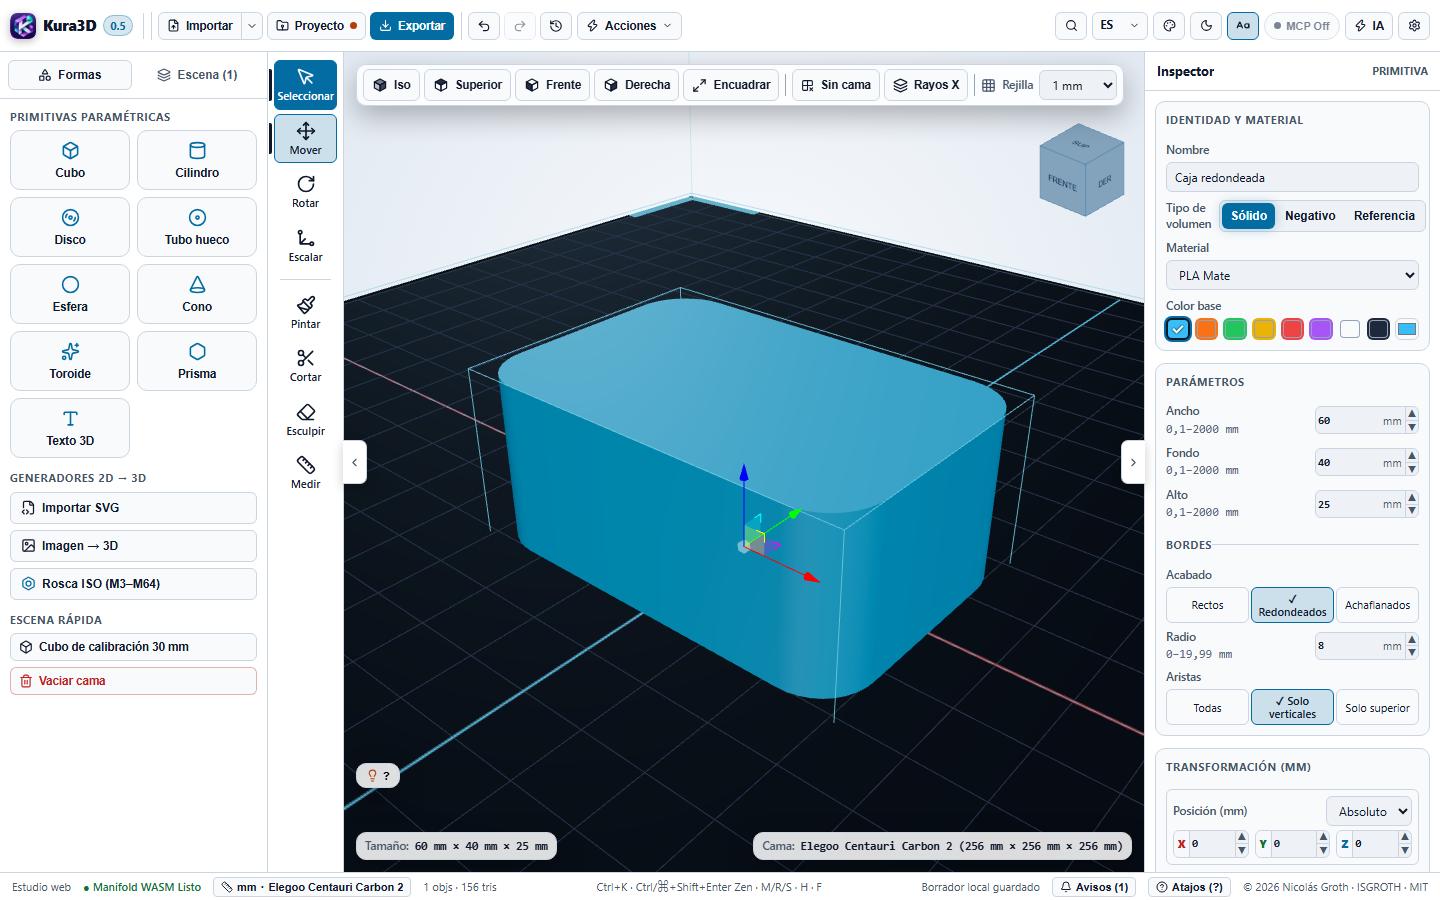 Kura3D 0.5 Importar Proyecto Exportar Acciones ES Aa MCP Off IA
Formas Escena (1)
PRIMITIVAS PARAMÉTRICAS
Cubo Cilindro
Disco Tubo hueco
Esfera Cono
Toroide Prisma
Texto 3D
GENERADORES 2D → 3D
Importar SVG
Imagen → 3D
Rosca ISO (M3–M64)
ESCENA RÁPIDA
Cubo de calibración 30 mm
Vaciar cama
Seleccionar
Mover
Rotar
Escalar
Pintar
Cortar
Esculpir
Medir
Iso Superior Frente Derecha Encuadrar Sin cama Rayos X Rejilla 1 mm
SUP
FRENTE DER
?
Tamaño: 60 mm × 40 mm × 25 mm
Cama: Elegoo Centauri Carbon 2 (256 mm × 256 mm × 256 mm)
Inspector PRIMITIVA
IDENTIDAD Y MATERIAL
Nombre
Caja redondeada
Tipo de
volumen
Sólido Negativo Referencia
Material
PLA Mate
Color base
PARÁMETROS
Ancho
0,1–2000 mm
60 mm
Fondo
0,1–2000 mm
40 mm
Alto
0,1–2000 mm
25 mm
BORDES
Acabado
Rectos ✓ Redondeados Achaflanados
Radio
0–19,99 mm
8 mm
Aristas
Todas ✓ Solo verticales Solo superior
TRANSFORMACIÓN (MM)
Posición (mm) Absoluto
X 0 Y 0 Z 0
Estudio web ● Manifold WASM Listo mm · Elegoo Centauri Carbon 2 1 objs · 156 tris Ctrl+K · Ctrl/⌘+Shift+Enter Zen · M/R/S · H · F Borrador local guardado Avisos (1) Atajos (?) © 2026 Nicolás Groth · ISGROTH · MIT